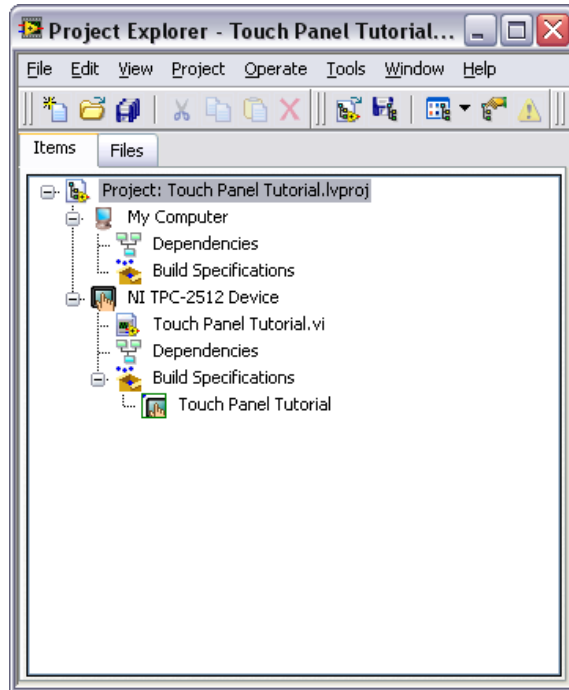 Project Explorer - Touch Panel Tutorial...
File Edit View Project Operate Tools Window Help
Items Files
Project: Touch Panel Tutorial.lvproj
My Computer
Dependencies
Build Specifications
NI TPC-2512 Device
Touch Panel Tutorial.vi
Dependencies
Build Specifications
Touch Panel Tutorial